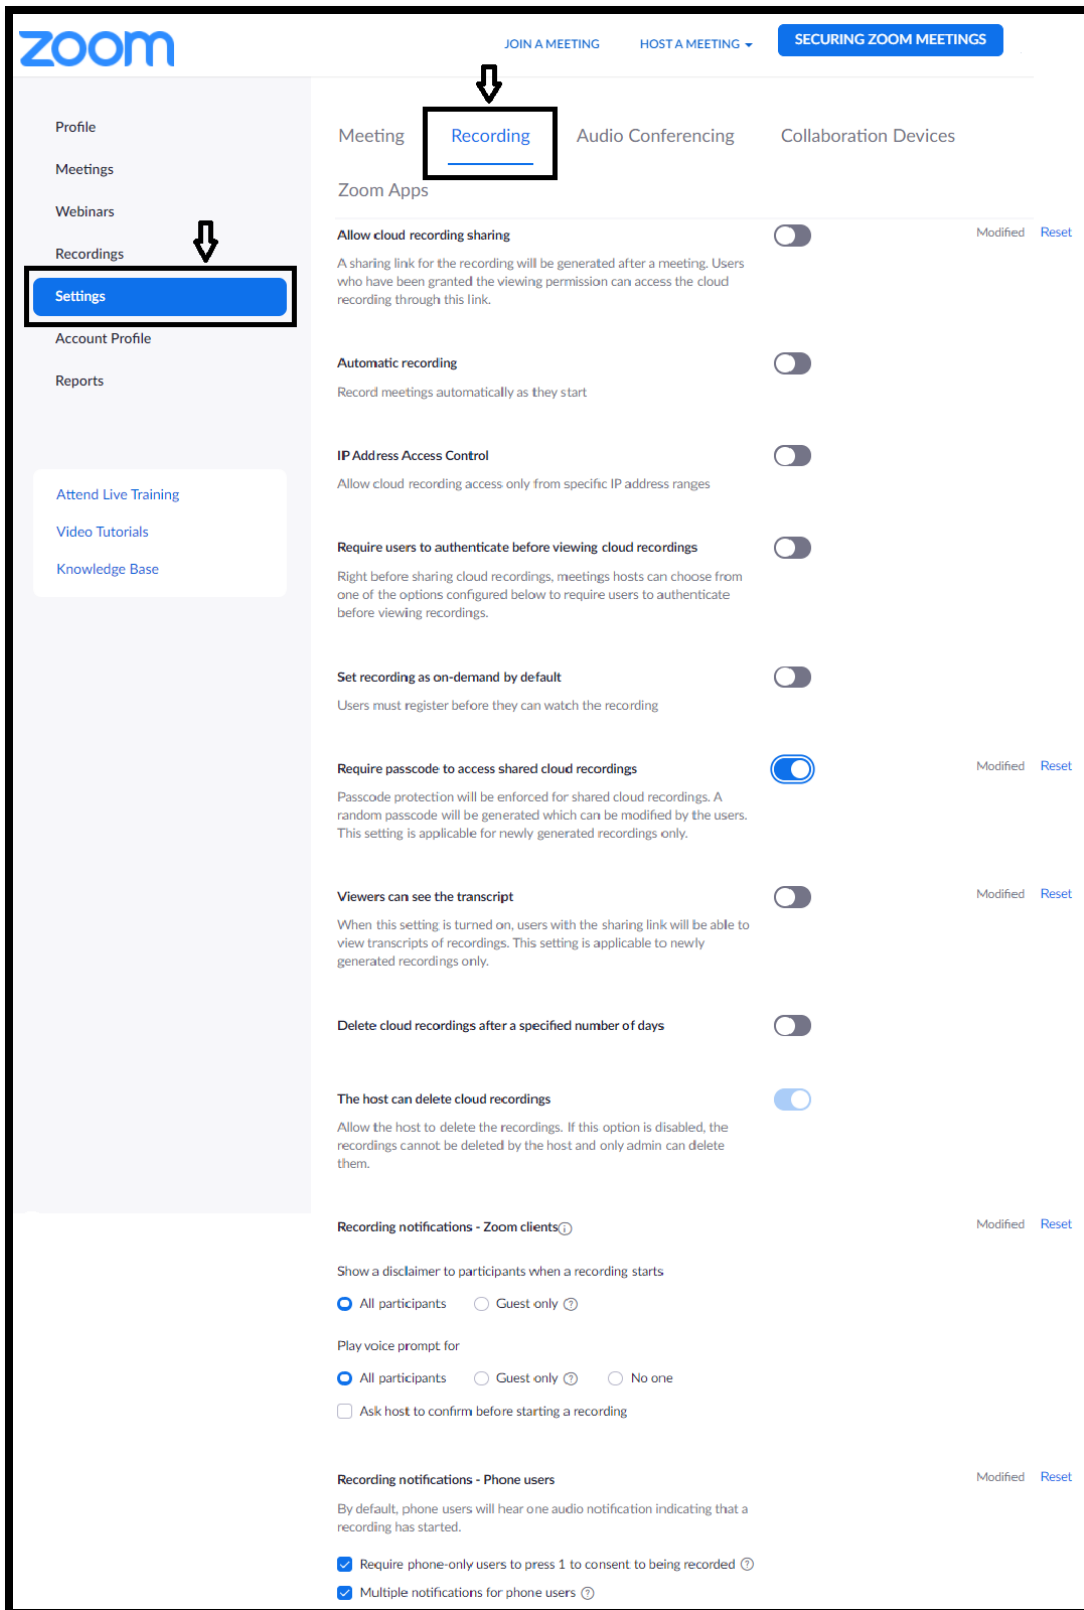 zoom
JOIN A MEETING
HOST A MEETING
SECURING ZOOM MEETINGS
Profile
Meetings
Webinars
Recordings
Settings
Account Profile
Reports
Attend Live Training
Video Tutorials
Knowledge Base
Meeting
Recording
Audio Conferencing
Collaboration Devices
Zoom Apps
Allow cloud recording sharing
Modified Reset
A sharing link for the recording will be generated after a meeting. Users
who have been granted the viewing permission can access the cloud
recording through this link.
Automatic recording
Record meetings automatically as they start
IP Address Access Control
Allow cloud recording access only from specific IP address ranges
Require users to authenticate before viewing cloud recordings
Right before sharing cloud recordings, meetings hosts can choose from
one of the options configured below to require users to authenticate
before viewing recordings.
Set recording as on-demand by default
Users must register before they can watch the recording
Require passcode to access shared cloud recordings
Modified Reset
Passcode protection will be enforced for shared cloud recordings. A
random passcode will be generated which can be modified by the users.
This setting is applicable for newly generated recordings only.
Viewers can see the transcript
Modified Reset
When this setting is turned on, users with the sharing link will be able to
view transcripts of recordings. This setting is applicable to newly
generated recordings only.
Delete cloud recordings after a specified number of days
The host can delete cloud recordings
Allow the host to delete the recordings. If this option is disabled, the
recordings cannot be deleted by the host and only admin can delete
them.
Recording notifications - Zoom clients
Modified Reset
Show a disclaimer to participants when a recording starts
All participants Guest only
Play voice prompt for
All participants Guest only No one
Ask host to confirm before starting a recording
Recording notifications - Phone users
Modified Reset
By default, phone users will hear one audio notification indicating that a
recording has started.
Require phone-only users to press 1 to consent to being recorded
Multiple notifications for phone users